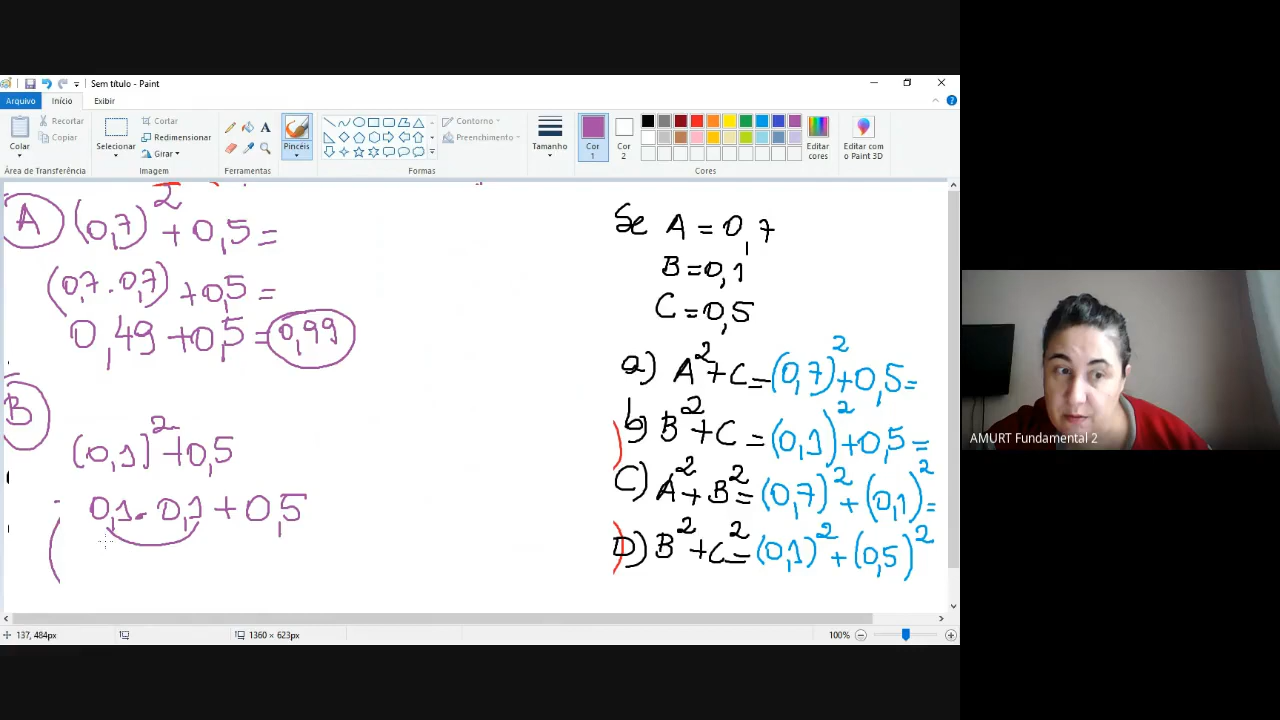 Sem título - Paint
Arquivo Início Exibir
Colar
Recortar
Copiar
Área de Transferência
Selecionar
Redimensionar
Girar
Imagem
A
Ferramentas
Pincéis
Contorno
Preenchimento
Formas
Tamanho
Cor 1
Cor 2
Editar cores
Editar com o Paint 3D
Cores
A (0,7)² + 0,5 =
(0,7 . 0,7) + 0,5 =
0,49 + 0,5 = 0,99
B
(0,1)² + 0,5
0,1 . 0,1 + 0,5
(
Se A = 0,7
B = 0,1
C = 0,5
a) A² + C = (0,7)² + 0,5 =
b) B² + C = (0,1)² + 0,5 =
C) A² + B² = (0,7)² + (0,1)² =
D) B² + C² = (0,1)² + (0,5)²
137, 484px
1360 × 623px
100%
AMURT Fundamental 2